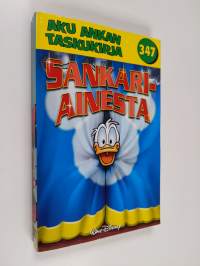 AKU ANKAN
TASKUKIRJA
347
SANKARI-
AINESTA
Walt Disney